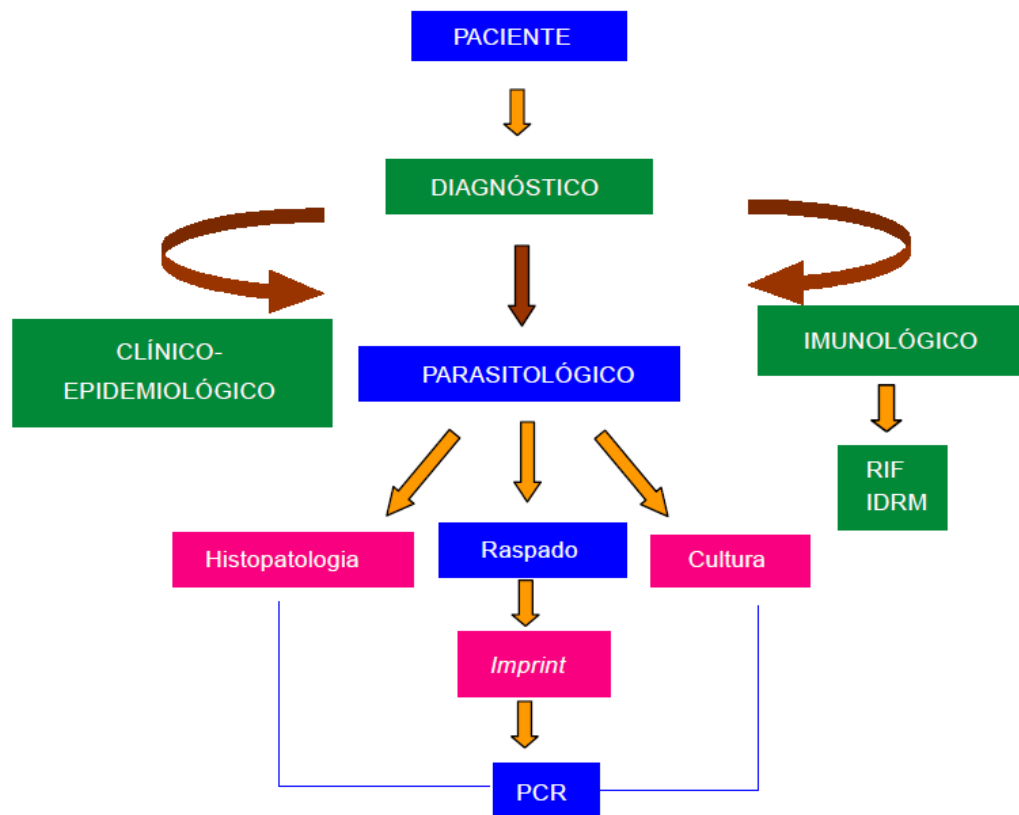 PACIENTE
DIAGNÓSTICO
CLÍNICO-
EPIDEMIOLÓGICO
PARASITOLÓGICO
IMUNOLÓGICO
RIF
IDRM
Histopatologia
Raspado
Cultura
Imprint
PCR